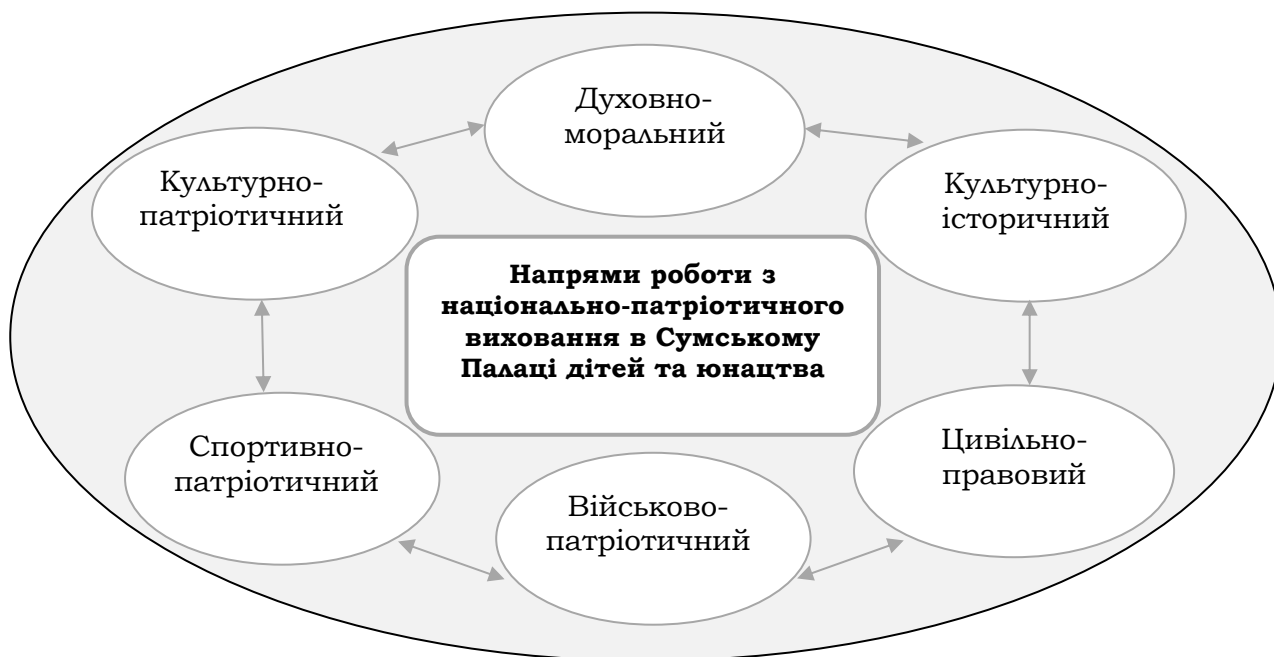 Духовно-
моральний
Культурно-
патріотичний
Культурно-
історичний
Напрями роботи з
національно-патріотичного
виховання в Сумському
Палаці дітей та юнацтва
Спортивно-
патріотичний
Цивільно-
правовий
Військово-
патріотичний